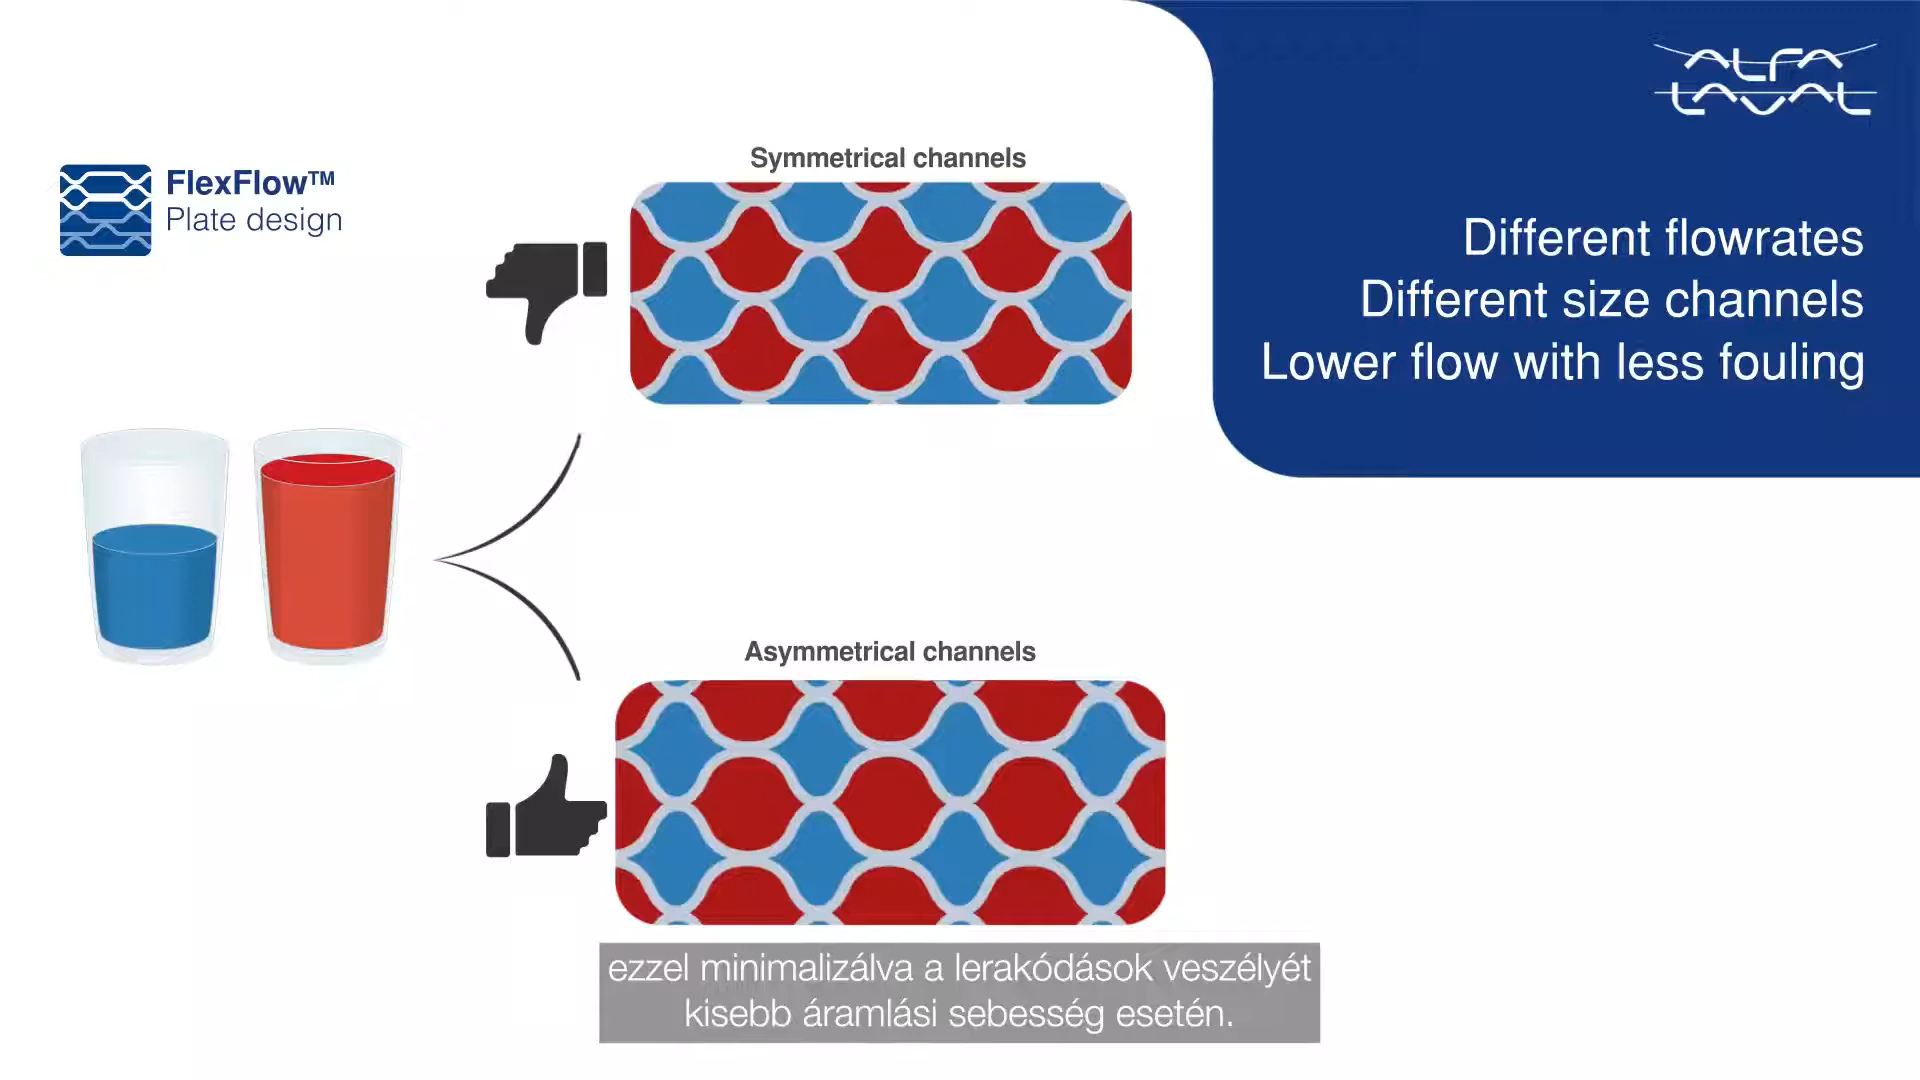 ALFA
LAVAL
FlexFlow™
Plate design
Symmetrical channels
Different flowrates
Different size channels
Lower flow with less fouling
Asymmetrical channels
ezzel minimalizálva a lerakódások veszélyét
kisebb áramlási sebesség esetén.